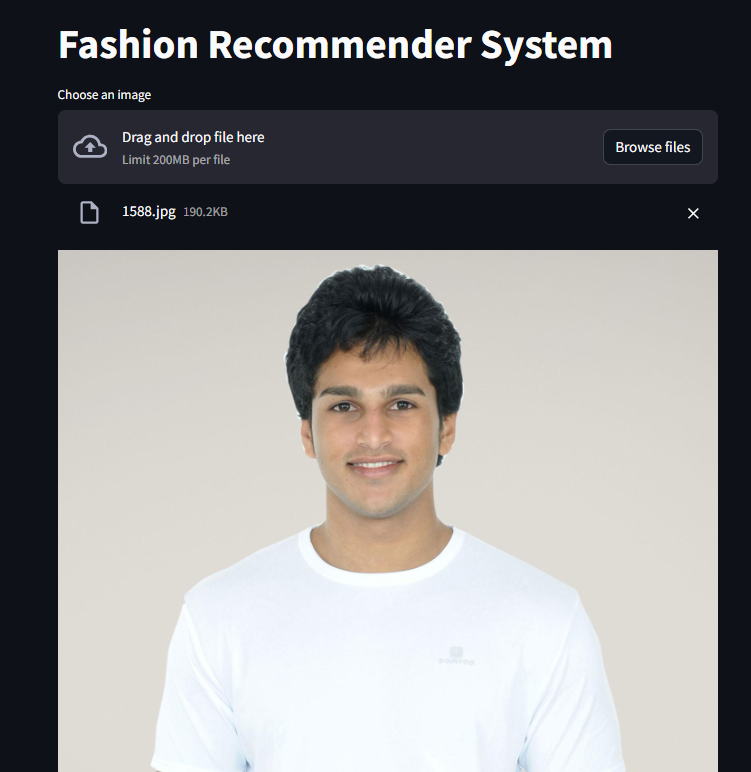 Fashion Recommender System
Choose an image
Drag and drop file here
Limit 200MB per file
Browse files
1588.jpg 190.2KB